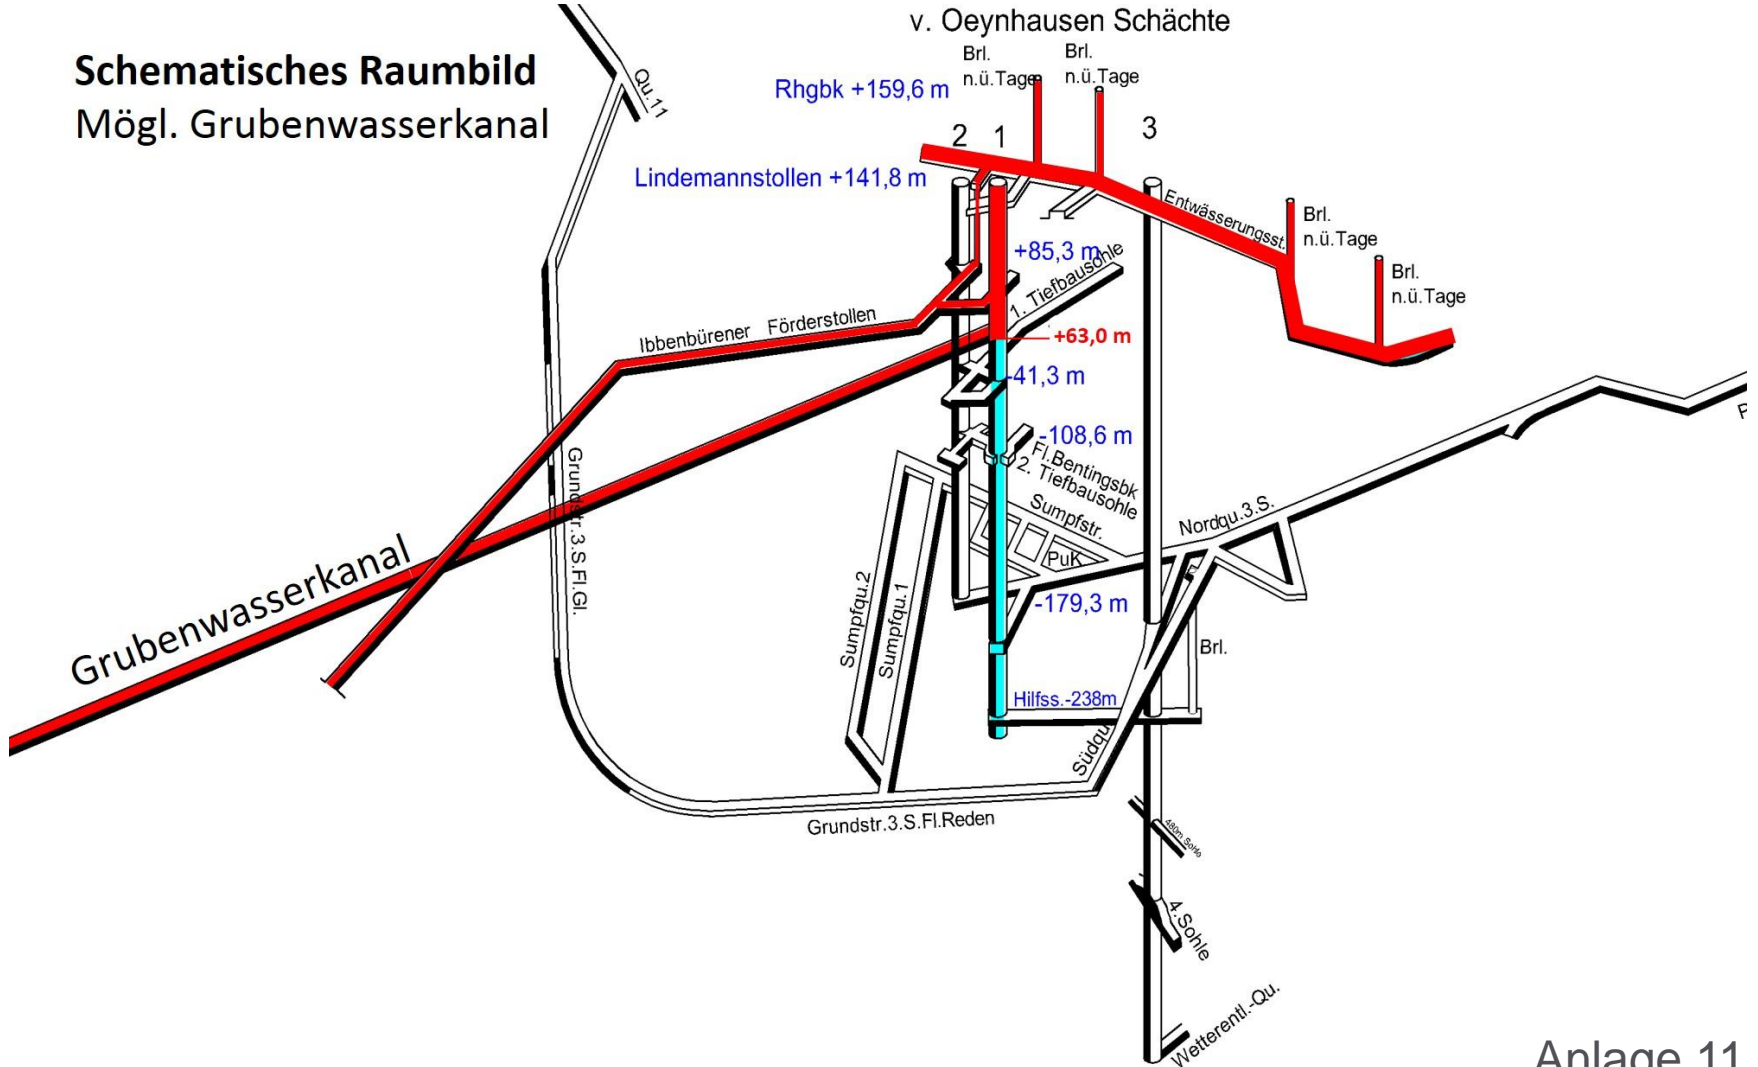 v. Oeynhausen Schächte
Schematisches Raumbild
Mögl. Grubenwasserkanal
Qu.11
Brl.
n.ü.Tage
Brl.
n.ü.Tage
Rhgbk +159,6 m
2 1 3
Lindemannstollen +141,8 m
Entwässerungsst.
Brl.
n.ü.Tage
Brl.
n.ü.Tage
+85,3 m
1. Tiefbausohle
Ibbenbürener Förderstollen
+63,0 m
-41,3 m
-108,6 m
Fl.Bentingsbk
2. Tiefbausohle
Sumpfstr.
Nordqu.3.S.
PuK
Grundstr.3.S.Fl.Gl.
Grubenwasserkanal
Sumpfqu.2
Sumpfqu.1
-179,3 m
Brl.
Hilfss.-238m
Südqu
Grundstr.3.S.Fl.Reden
480m Sohle
4.Sohle
Wetterentl.-Qu.
Anlage 11